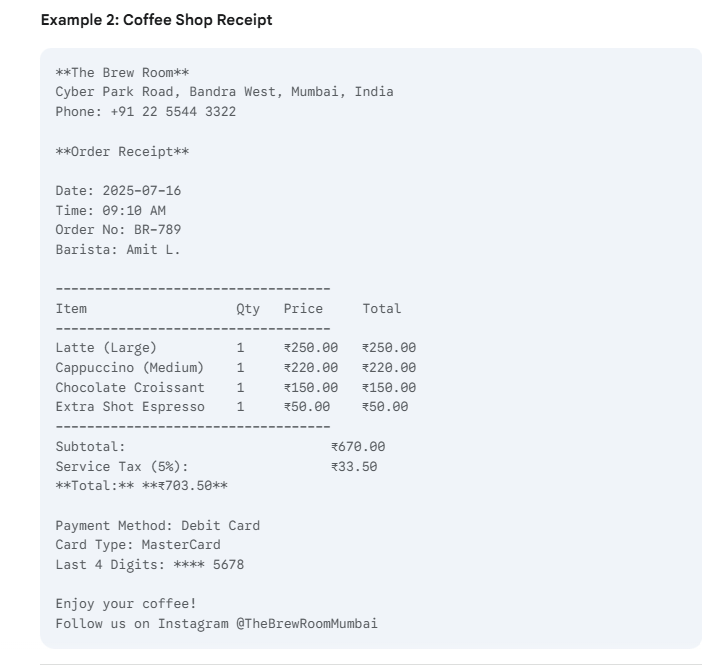 Example 2: Coffee Shop Receipt
**The Brew Room**
Cyber Park Road, Bandra West, Mumbai, India
Phone: +91 22 5544 3322
**Order Receipt**
Date: 2025-07-16
Time: 09:10 AM
Order No: BR-789
Barista: Amit L.
-----------------------------------
Item Qty Price Total
-----------------------------------
Latte (Large) 1 ₹250.00 ₹250.00
Cappuccino (Medium) 1 ₹220.00 ₹220.00
Chocolate Croissant 1 ₹150.00 ₹150.00
Extra Shot Espresso 1 ₹50.00 ₹50.00
-----------------------------------
Subtotal: ₹670.00
Service Tax (5%): ₹33.50
**Total:** **₹703.50**
Payment Method: Debit Card
Card Type: MasterCard
Last 4 Digits: **** 5678
Enjoy your coffee!
Follow us on Instagram @TheBrewRoomMumbai